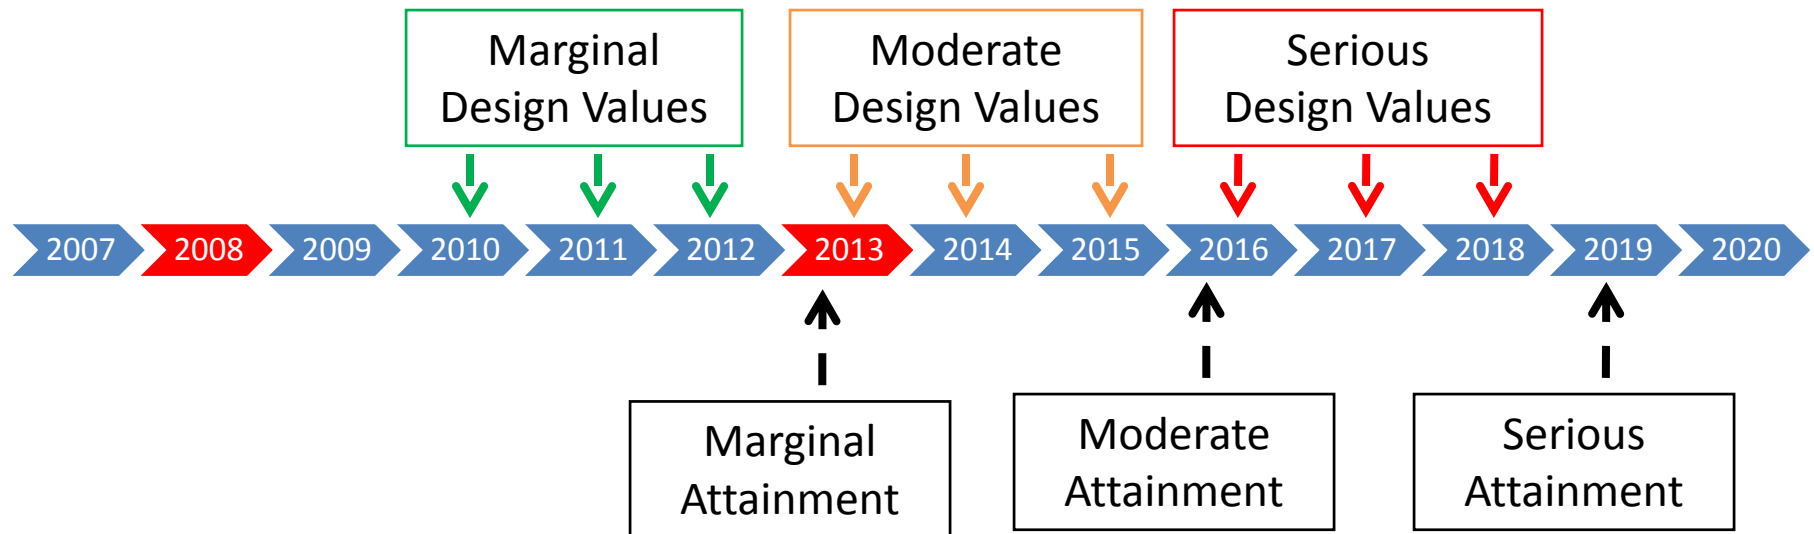 Marginal
Design Values
Moderate
Design Values
Serious
Design Values
2007 2008 2009 2010 2011 2012 2013 2014 2015 2016 2017 2018 2019 2020
Marginal
Attainment
Moderate
Attainment
Serious
Attainment